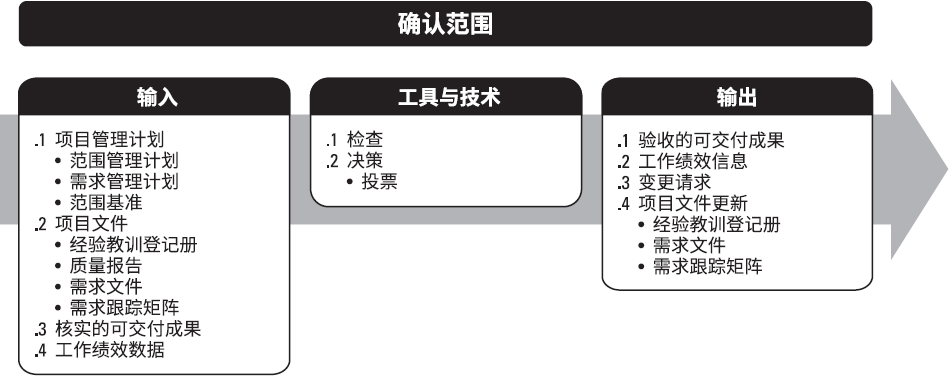 确认范围
输入
.1 项目管理计划
• 范围管理计划
• 需求管理计划
• 范围基准
.2 项目文件
• 经验教训登记册
• 质量报告
• 需求文件
• 需求跟踪矩阵
.3 核实的可交付成果
.4 工作绩效数据
工具与技术
.1 检查
.2 决策
• 投票
输出
.1 验收的可交付成果
.2 工作绩效信息
.3 变更请求
.4 项目文件更新
• 经验教训登记册
• 需求文件
• 需求跟踪矩阵